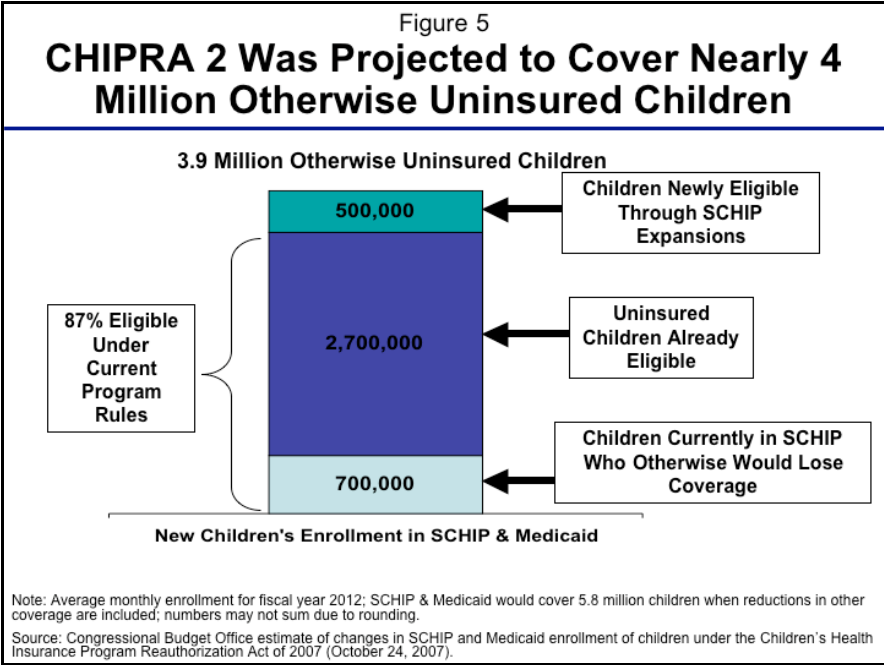 Figure 5
CHIPRA 2 Was Projected to Cover Nearly 4
Million Otherwise Uninsured Children
3.9 Million Otherwise Uninsured Children
500,000
Children Newly Eligible
Through SCHIP
Expansions
87% Eligible
Under
Current
Program
Rules
2,700,000
Uninsured
Children Already
Eligible
700,000
Children Currently in SCHIP
Who Otherwise Would Lose
Coverage
New Children's Enrollment in SCHIP & Medicaid
Note: Average monthly enrollment for fiscal year 2012; SCHIP & Medicaid would cover 5.8 million children when reductions in other
coverage are included; numbers may not sum due to rounding.
Source: Congressional Budget Office estimate of changes in SCHIP and Medicaid enrollment of children under the Children's Health
Insurance Program Reauthorization Act of 2007 (October 24, 2007).